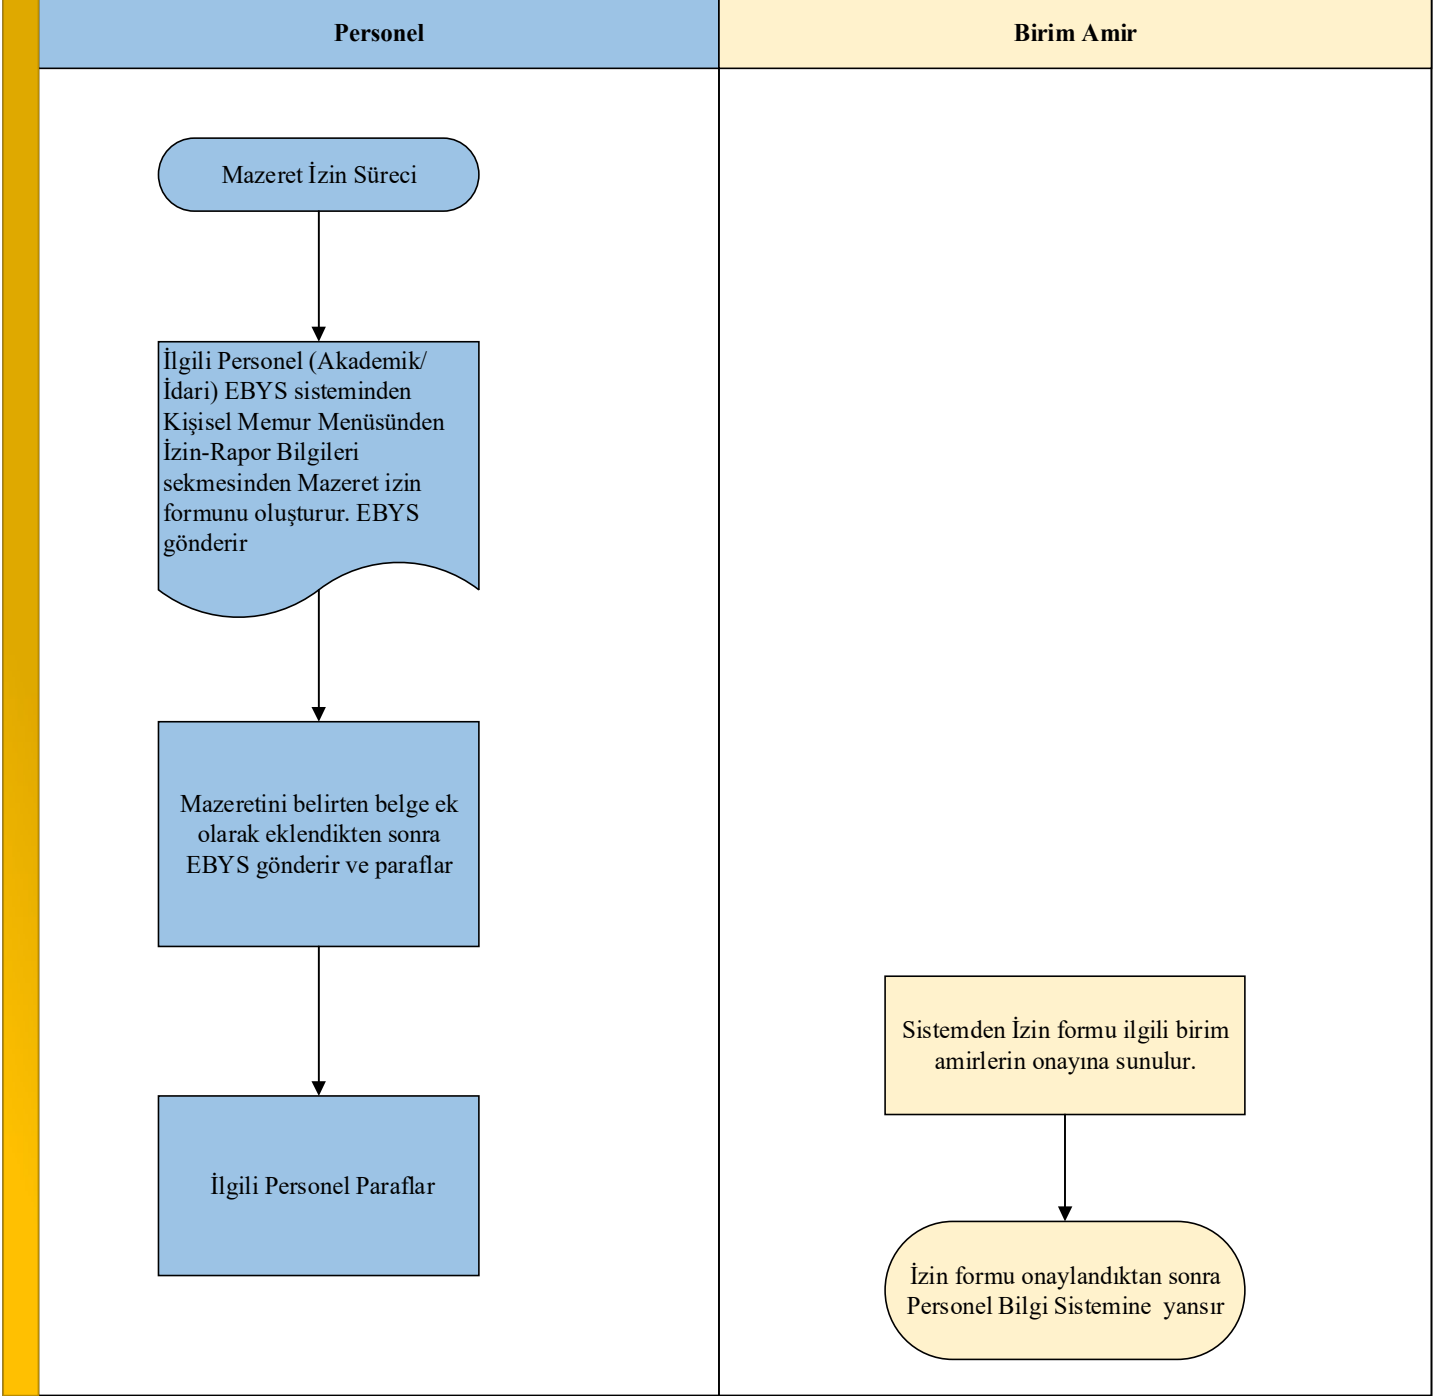 Personel
Birim Amir
Mazeret İzin Süreci
İlgili Personel (Akademik/
İdari) EBYS sisteminden
Kişisel Memur Menüsünden
İzin-Rapor Bilgileri
sekmesinden Mazeret izin
formunu oluşturur. EBYS
gönderir
Mazeretini belirten belge ek
olarak eklendikten sonra
EBYS gönderir ve paraflar
İlgili Personel Paraflar
Sistemden İzin formu ilgili birim
amirlerin onayına sunulur.
İzin formu onaylandıktan sonra
Personel Bilgi Sistemine yansır